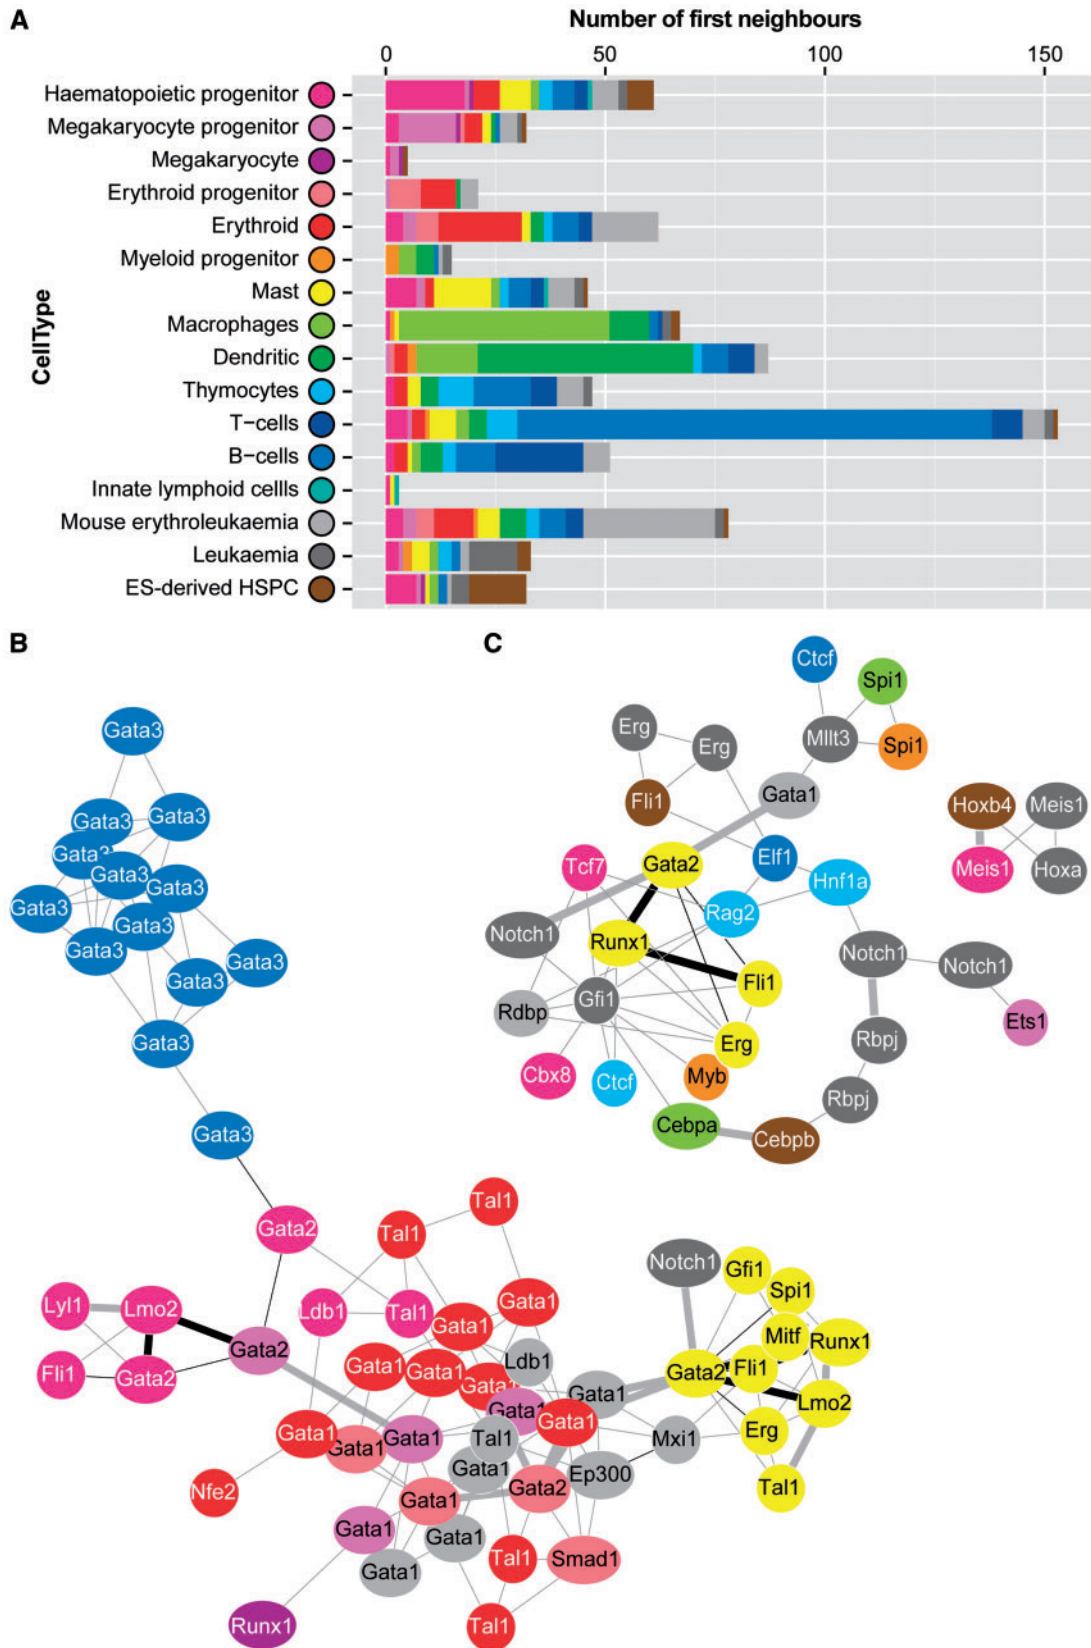 A
Number of first neighbours
0 50 100 150
CellType
Haematopoietic progenitor
Megakaryocyte progenitor
Megakaryocyte
Erythroid progenitor
Erythroid
Myeloid progenitor
Mast
Macrophages
Dendritic
Thymocytes
T−cells
B−cells
Innate lymphoid cellls
Mouse erythroleukaemia
Leukaemia
ES-derived HSPC
B
Gata3
Gata3
Gata3
Gata3
Gata3
Gata3
Gata3
Gata3
Gata3
Gata3
Gata3
Gata3
Gata3
Gata2
Tal1
Tal1
Lyl1
Lmo2
Ldb1
Tal1
Gata1
Gata1
Gata2
Fli1
Gata2
Gata1
Gata1
Gata1
Ldb1
Gata1
Gata1
Gata1
Gata1
Gata1
Gata1
Tal1
Mxi1
Nfe2
Gata1
Gata1
Gata2
Ep300
Gata1
Gata1
Gata1
Tal1
Smad1
Runx1
Tal1
Notch1
Gfi1
Spi1
Mitf
Runx1
Gata2
Fli1
Lmo2
Erg
Tal1
C
Ctcf
Spi1
Erg
Erg
Mllt3
Spi1
Fli1
Gata1
Hoxb4
Meis1
Tcf7
Gata2
Elf1
Hnf1a
Meis1
Hoxa
Rag2
Notch1
Runx1
Notch1
Notch1
Fli1
Rdbp
Gfi1
Ets1
Erg
Rbpj
Cbx8
Ctcf
Myb
Rbpj
Cebpa
Cebpb